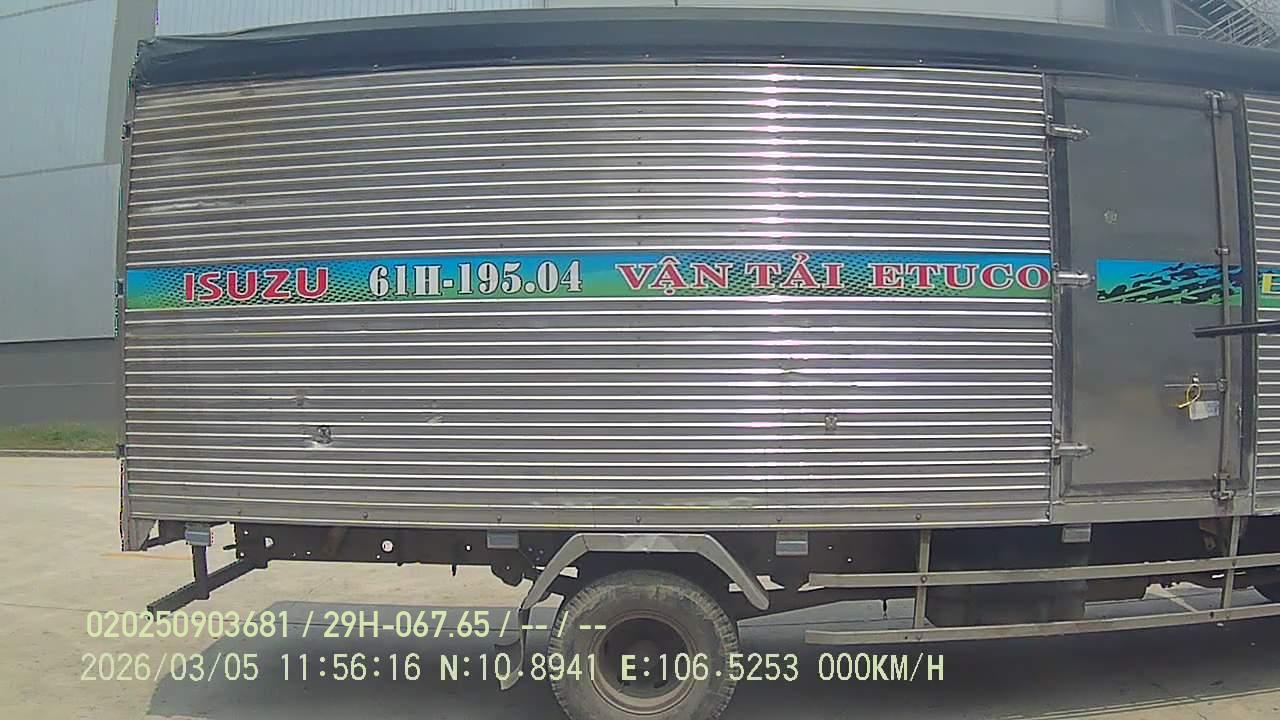 ISUZU 61H-195.04 VẬN TẢI ETUCO
020250903681 / 29H-067.65 / -- / --
2026/03/05 11:56:16 N:10.8941 E:106.5253 000KM/H